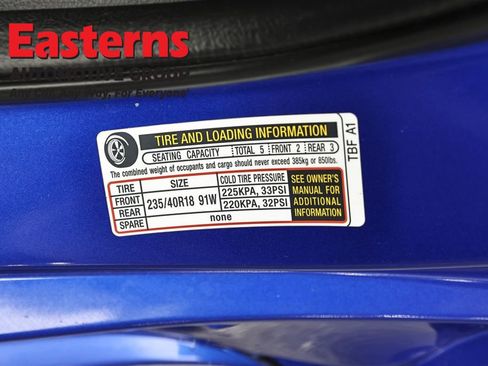 Easterns
AUTOMOTIVE GROUP
TIRE AND LOADING INFORMATION
SEATING CAPACITY TOTAL 5 FRONT 2 REAR 3
The combined weight of occupants and cargo should never exceed 385kg or 850lbs.
TIRE SIZE COLD TIRE PRESSURE
FRONT 235/40R18 91W 225KPA, 33PSI
REAR 220KPA, 32PSI
SPARE none
SEE OWNER'S
MANUAL FOR
ADDITIONAL
INFORMATION
TBF A1